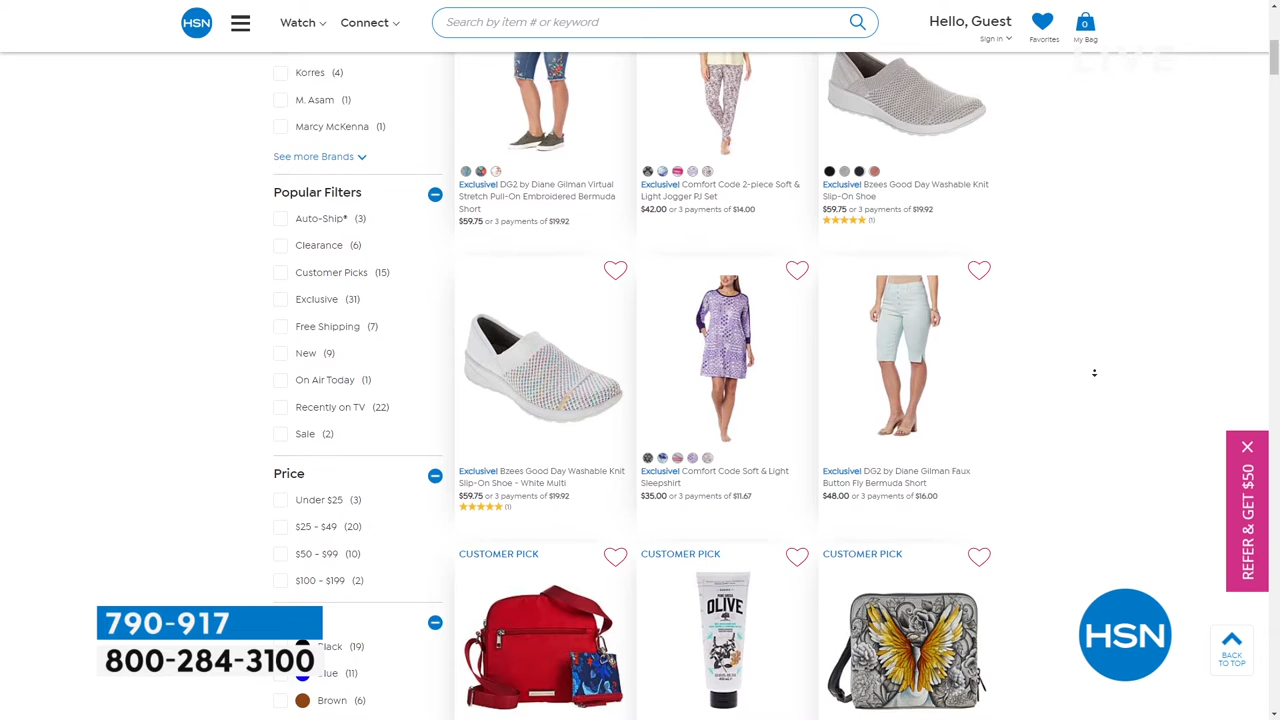 HSN
Watch
Connect
Search by item # or keyword
Hello, Guest
Sign in
Favorites
0
My Bag
LIVE
Korres (4)
M. Asam (1)
Marcy McKenna (1)
See more Brands
Popular Filters
Auto-Ship® (3)
Clearance (6)
Customer Picks (15)
Exclusive (31)
Free Shipping (7)
New (9)
On Air Today (1)
Recently on TV (22)
Sale (2)
Price
Under $25 (3)
$25 - $49 (20)
$50 - $99 (10)
$100 - $199 (2)
lack (19)
lue (11)
Brown (6)
Exclusive! DG2 by Diane Gilman Virtual
Stretch Pull-On Embroidered Bermuda
Short
$59.75 or 3 payments of $19.92
Exclusive! Comfort Code 2-piece Soft &
Light Jogger PJ Set
$42.00 or 3 payments of $14.00
Exclusive! Bzees Good Day Washable Knit
Slip-On Shoe
$59.75 or 3 payments of $19.92
(1)
Exclusive! Bzees Good Day Washable Knit
Slip-On Shoe - White Multi
$59.75 or 3 payments of $19.92
(1)
Exclusive! Comfort Code Soft & Light
Sleepshirt
$35.00 or 3 payments of $11.67
Exclusive! DG2 by Diane Gilman Faux
Button Fly Bermuda Short
$48.00 or 3 payments of $16.00
CUSTOMER PICK
CUSTOMER PICK
CUSTOMER PICK
PURE GREEK
OLIVE
KORRES
REFER & GET $50
790-917
800-284-3100
HSN
BACK
TO TOP